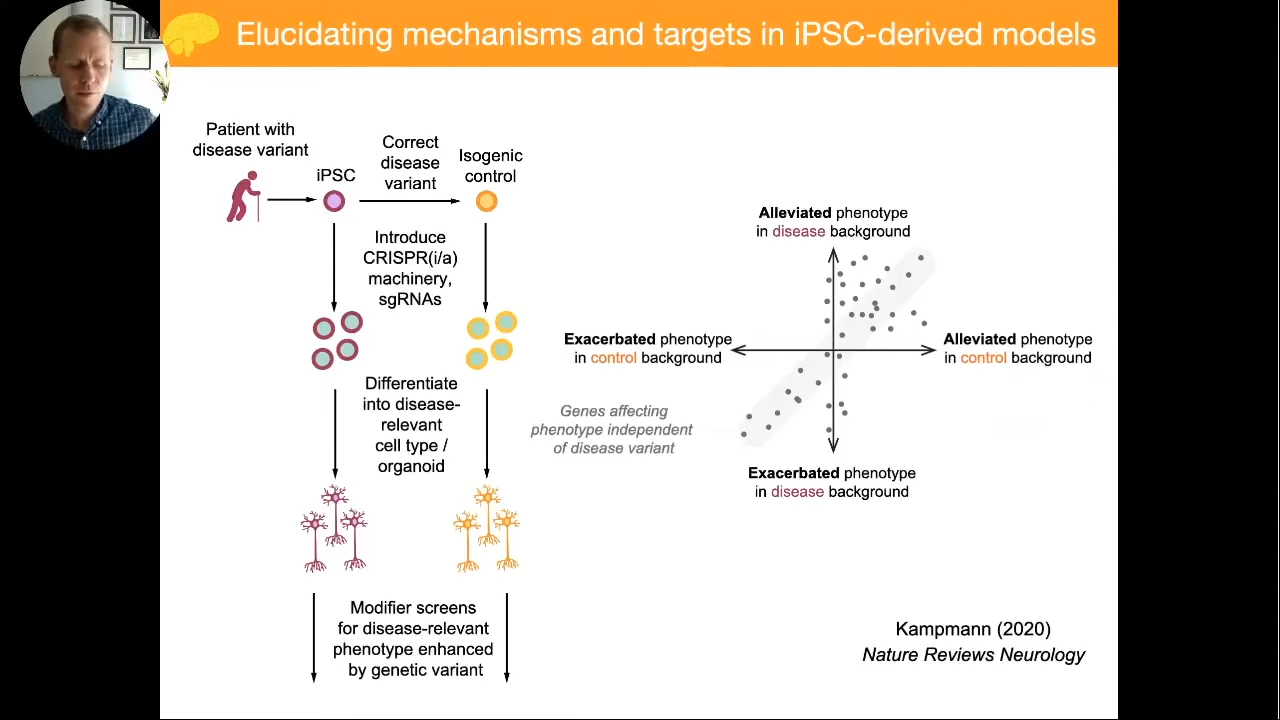 Elucidating mechanisms and targets in iPSC-derived models
Patient with
disease variant
iPSC
Correct
disease
variant
Isogenic
control
Introduce
CRISPR(i/a)
machinery,
sgRNAs
Differentiate
into disease-
relevant
cell type /
organoid
Modifier screens
for disease-relevant
phenotype enhanced
by genetic variant
Alleviated phenotype
in disease background
Exacerbated phenotype
in control background
Alleviated phenotype
in control background
Genes affecting
phenotype independent
of disease variant
Exacerbated phenotype
in disease background
Kampmann (2020)
Nature Reviews Neurology